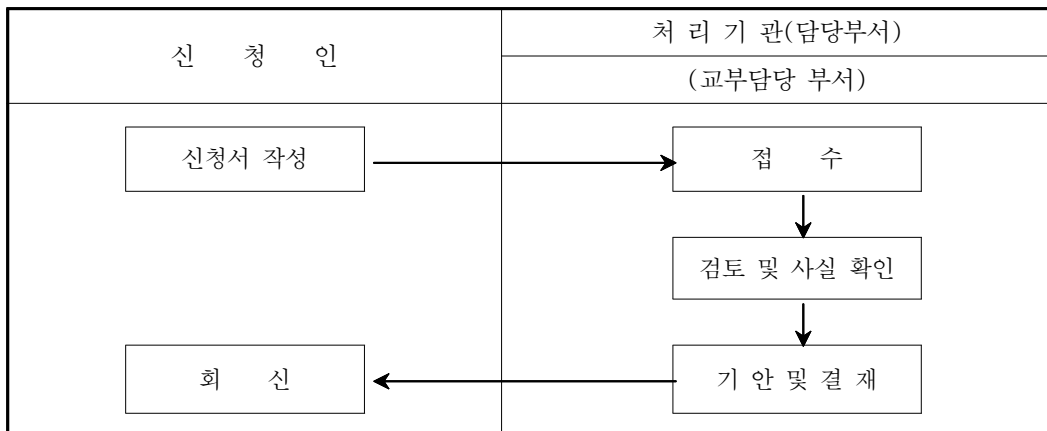 신 청 인
처 리 기 관(담당부서)
(교부담당 부서)
신청서 작성
접 수
검토 및 사실 확인
회 신
기 안 및 결 재